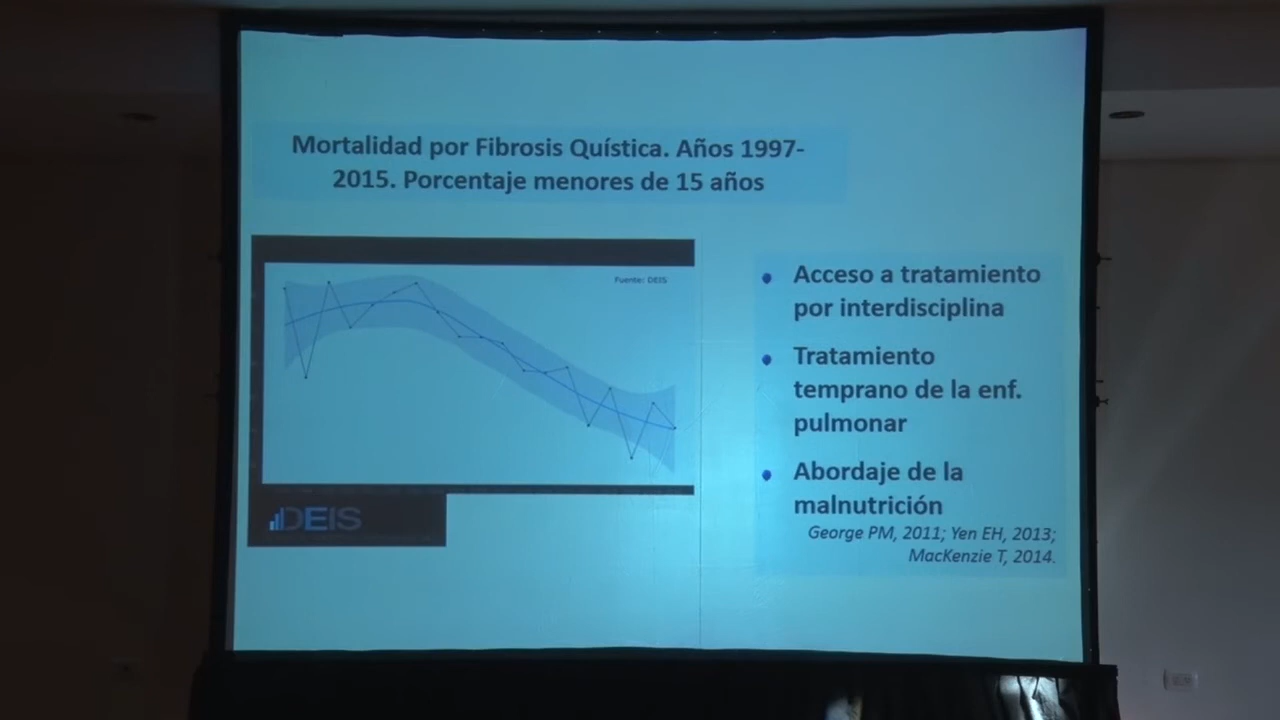 Mortalidad por Fibrosis Quística. Años 1997-
2015. Porcentaje menores de 15 años
Fuente: DEIS
DEIS
Acceso a tratamiento
por interdisciplina
Tratamiento
temprano de la enf.
pulmonar
Abordaje de la
malnutrición
George PM, 2011; Yen EH, 2013;
MacKenzie T, 2014.